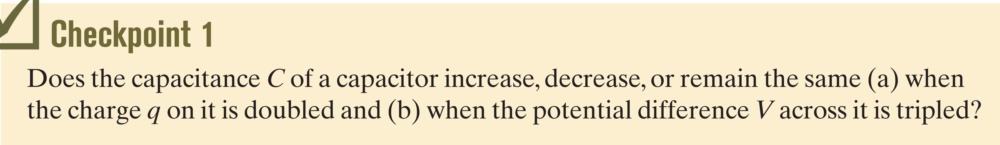 Checkpoint 1
Does the capacitance C of a capacitor increase, decrease, or remain the same (a) when
the charge q on it is doubled and (b) when the potential difference V across it is tripled?